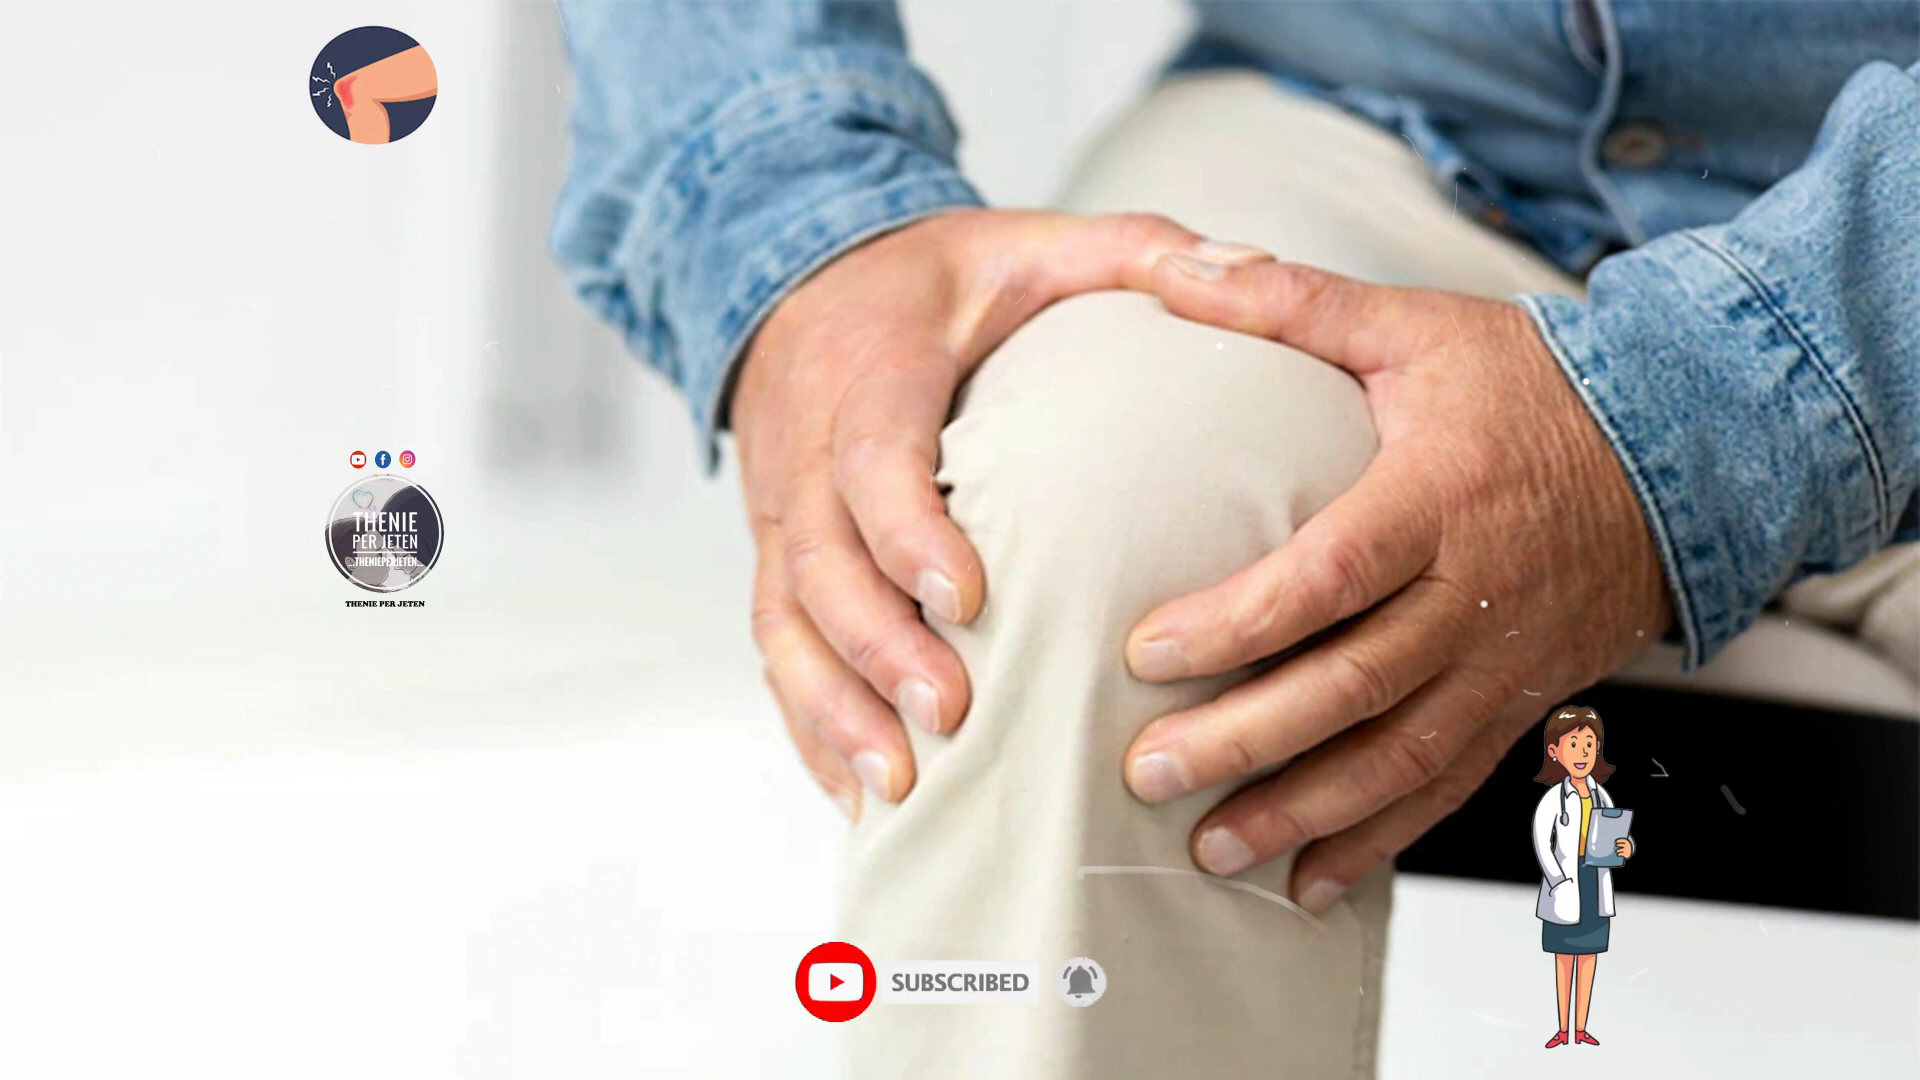 THENIE
PER JETEN
THENIEPERJETEN
THENIE PER JETEN
SUBSCRIBED